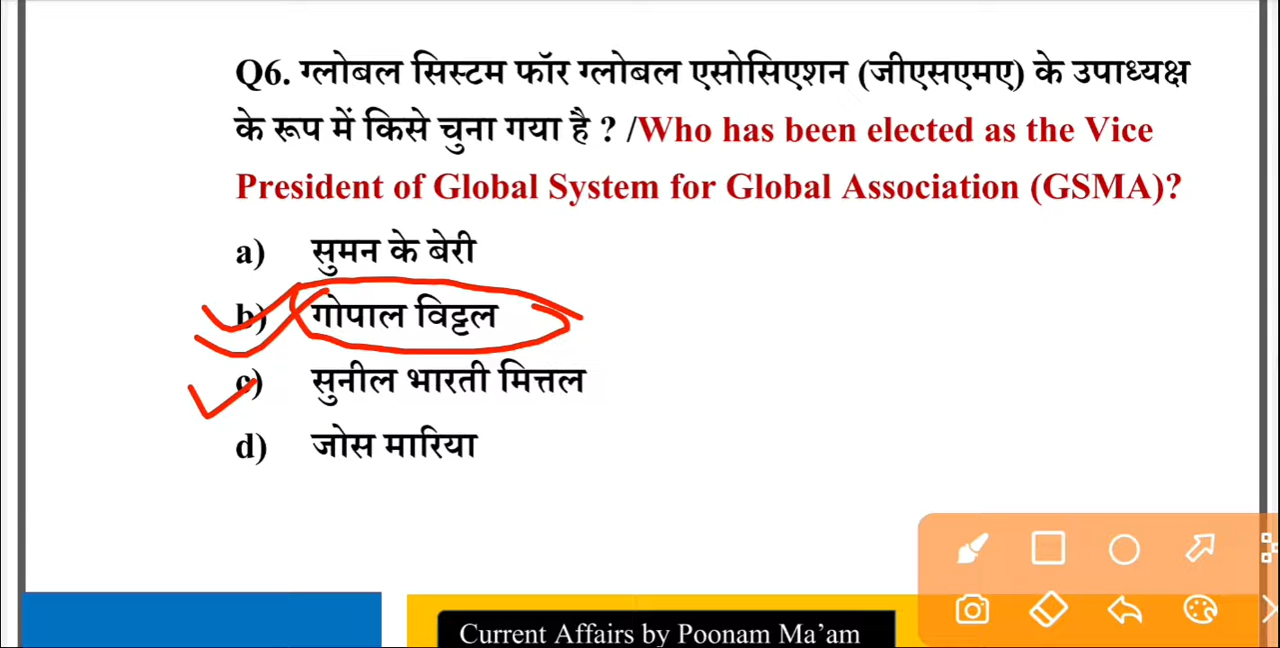 Q6. ग्लोबल सिस्टम फॉर ग्लोबल एसोसिएशन (जीएसएमए) के उपाध्यक्ष
के रूप में किसे चुना गया है ? /Who has been elected as the Vice
President of Global System for Global Association (GSMA)?
a) सुमन के बेरी
b) गोपाल विट्टल
c) सुनील भारती मित्तल
d) जोस मारिया
Current Affairs by Poonam Ma’am